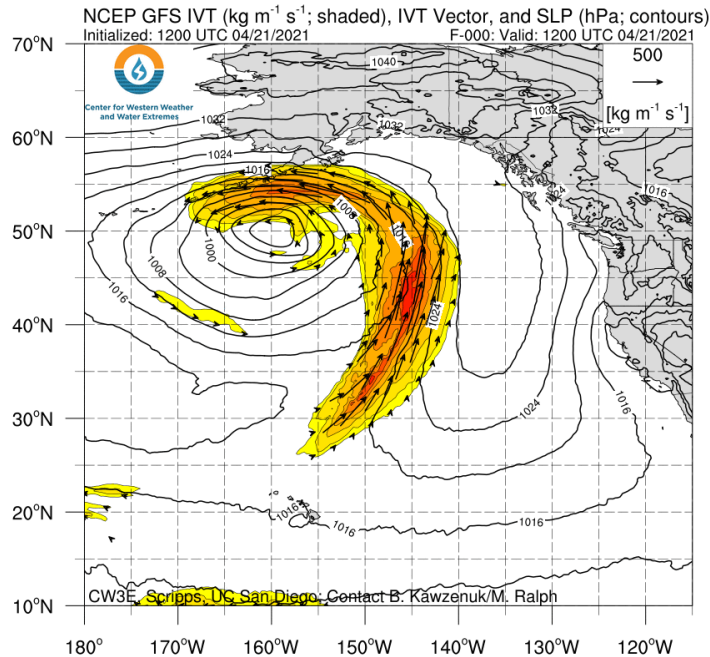 NCEP GFS IVT (kg m⁻¹ s⁻¹; shaded), IVT Vector, and SLP (hPa; contours)
Initialized: 1200 UTC 04/21/2021 F-000: Valid: 1200 UTC 04/21/2021
70°N
500
[kg m⁻¹ s⁻¹]
Center for Western Weather
and Water Extremes
1040
1032
1032
1032
1024
60°N
1024
1016
1024
1016
1008
50°N
1016
1000
1008
1016
40°N
1024
1016
30°N
1024
20°N
1016
1016
1016
10°N
CW3E, Scripps, UC San Diego; Contact B. Kawzenuk/M. Ralph
180° 170°W 160°W 150°W 140°W 130°W 120°W